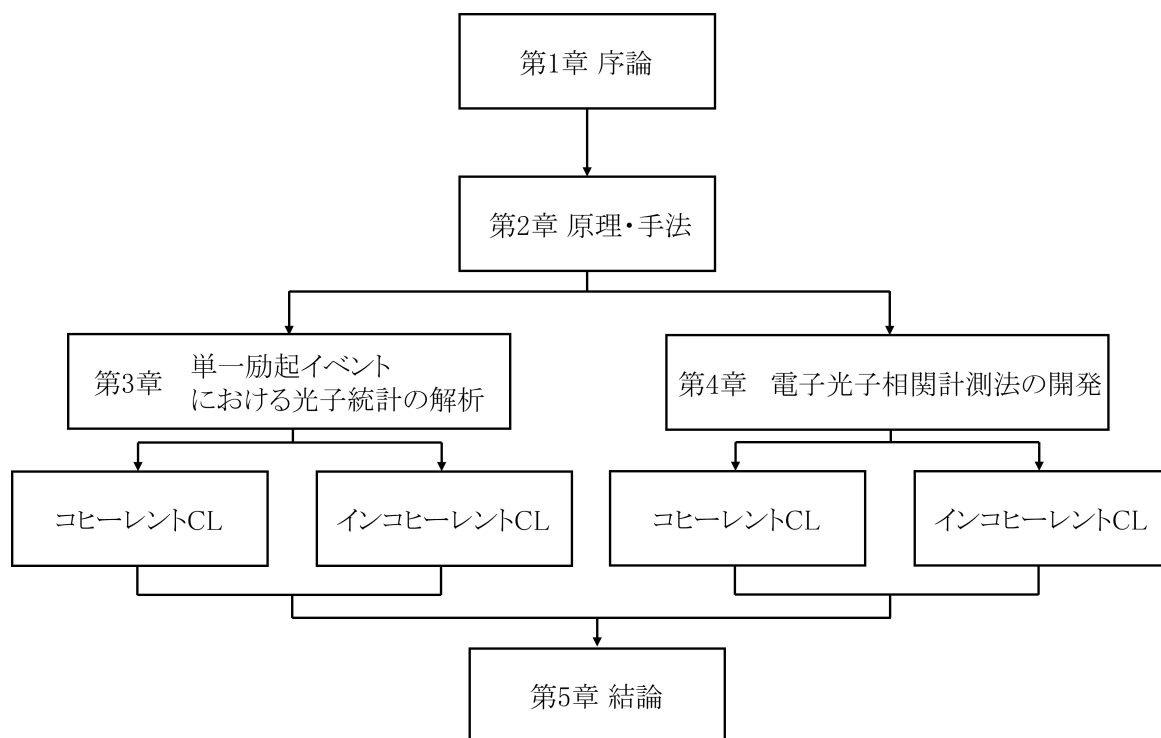 第1章 序論
第2章 原理・手法
第3章 単一励起イベント
における光子統計の解析
第4章 電子光子相関計測法の開発
コヒーレントCL
インコヒーレントCL
コヒーレントCL
インコヒーレントCL
第5章 結論